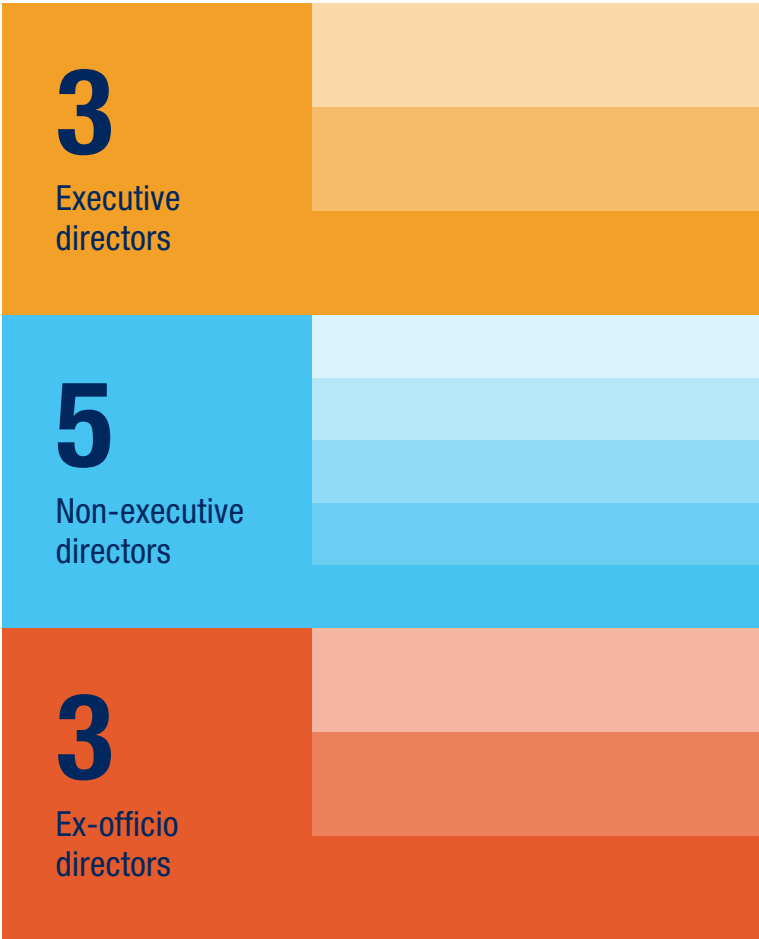 3
Executive
directors
5
Non-executive
directors
3
Ex-officio
directors